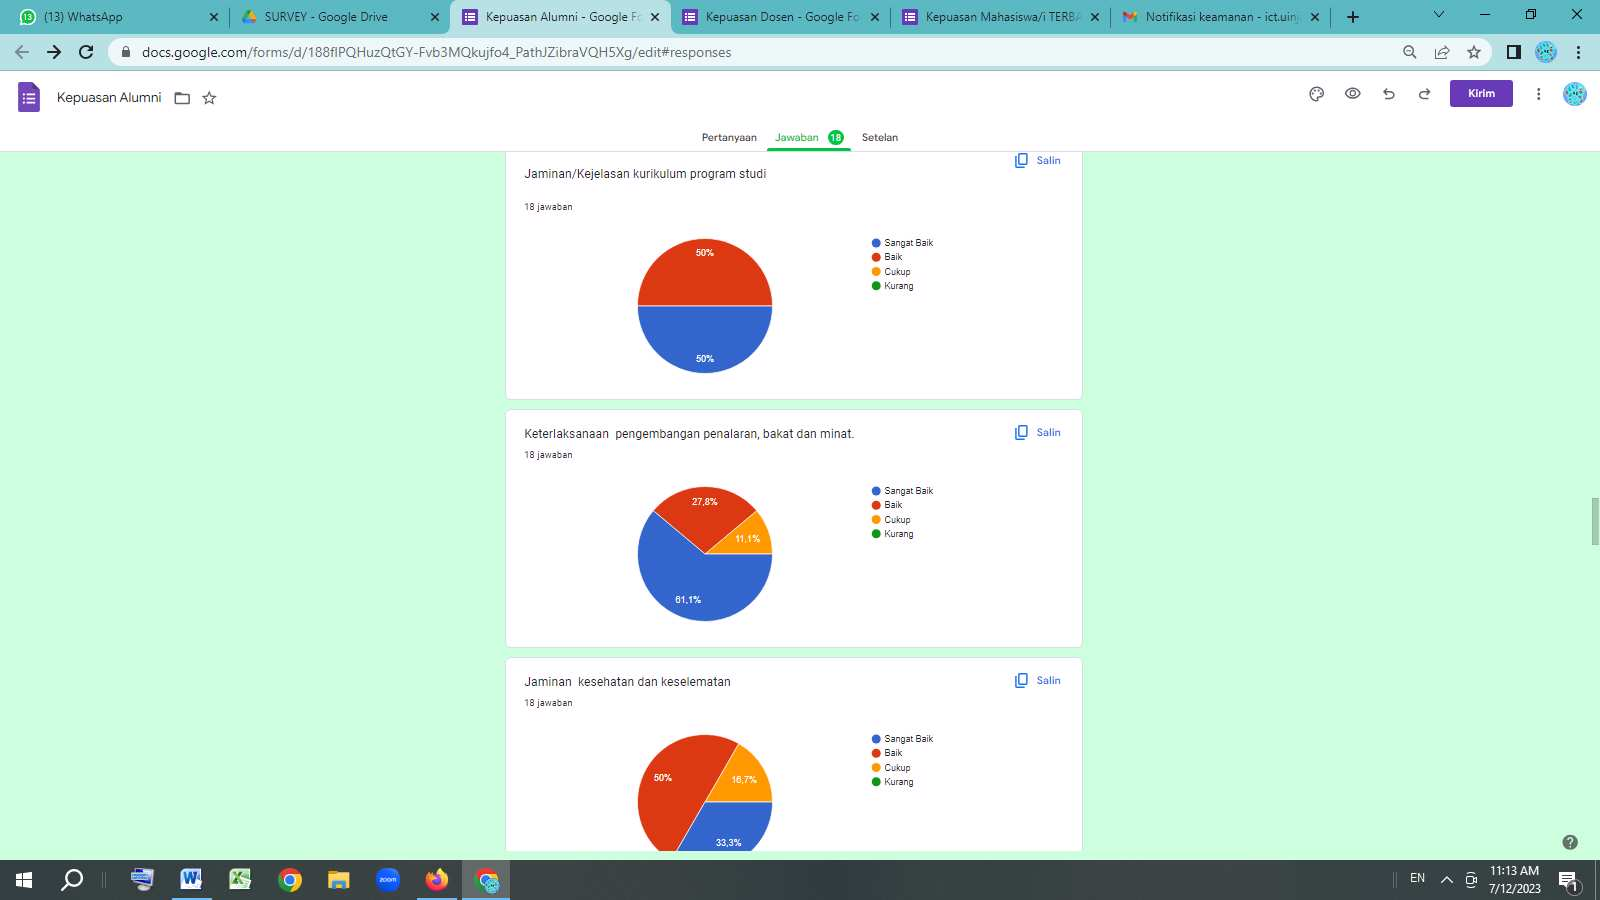 (13) WhatsApp
SURVEY - Google Drive
Kepuasan Alumni - Google Fo
Kepuasan Dosen - Google Fo
Kepuasan Mahasiswa/i TERBA
Notifikasi keamanan - ict.uinj
docs.google.com/forms/d/188flPQHuzQtGY-Fvb3MQkujfo4_PathJZibraVQH5Xg/edit#responses
Kepuasan Alumni
Kirim
Pertanyaan
Jawaban 18
Setelan
Salin
Jaminan/Kejelasan kurikulum program studi
18 jawaban
50%
50%
Sangat Baik
Baik
Cukup
Kurang
Keterlaksanaan  pengembangan penalaran, bakat dan minat.
Salin
18 jawaban
27,8%
11,1%
61,1%
Sangat Baik
Baik
Cukup
Kurang
Jaminan  kesehatan dan keselematan
Salin
18 jawaban
50%
16,7%
33,3%
Sangat Baik
Baik
Cukup
Kurang
zoom
EN
11:13 AM
7/12/2023
1